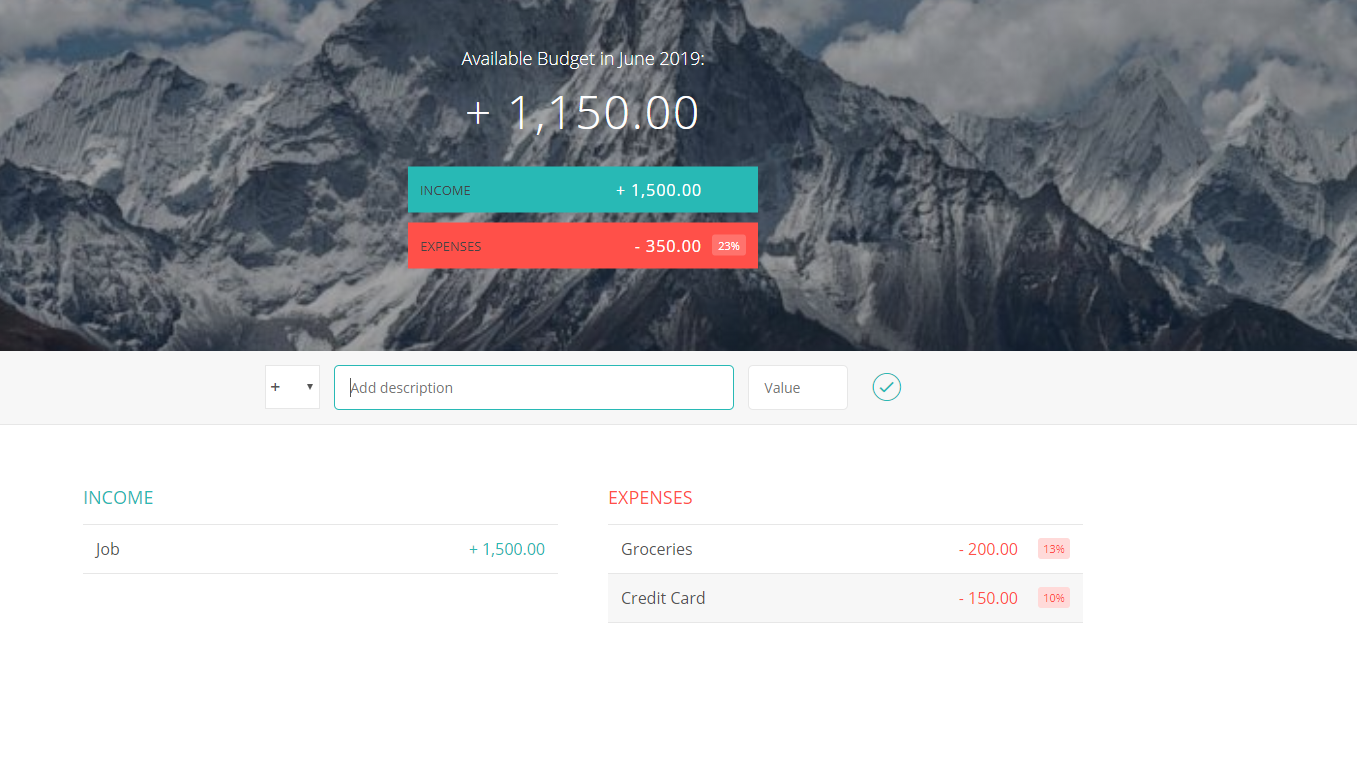 Available Budget in June 2019:
+ 1,150.00
INCOME + 1,500.00
EXPENSES - 350.00 23%
+ Add description Value
INCOME
Job + 1,500.00
EXPENSES
Groceries - 200.00 13%
Credit Card - 150.00 10%